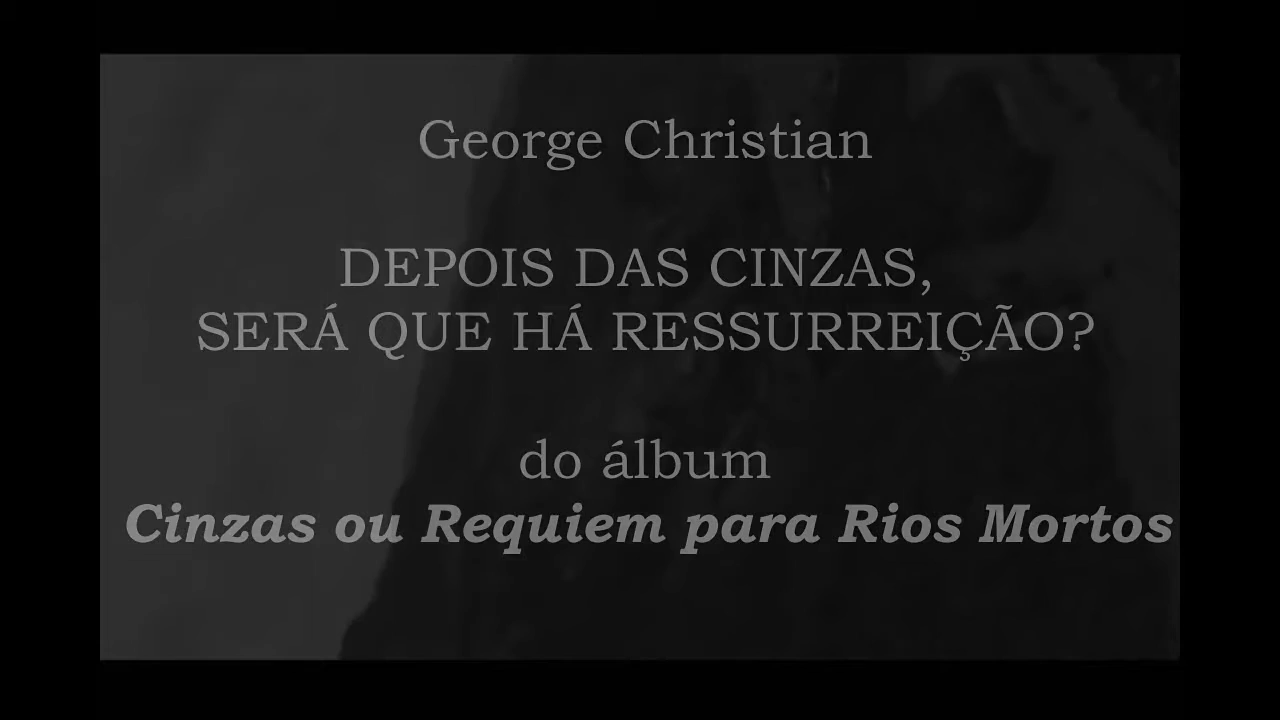 George Christian
DEPOIS DAS CINZAS,
SERÁ QUE HÁ RESSURREIÇÃO?
do álbum
Cinzas ou Requiem para Rios Mortos